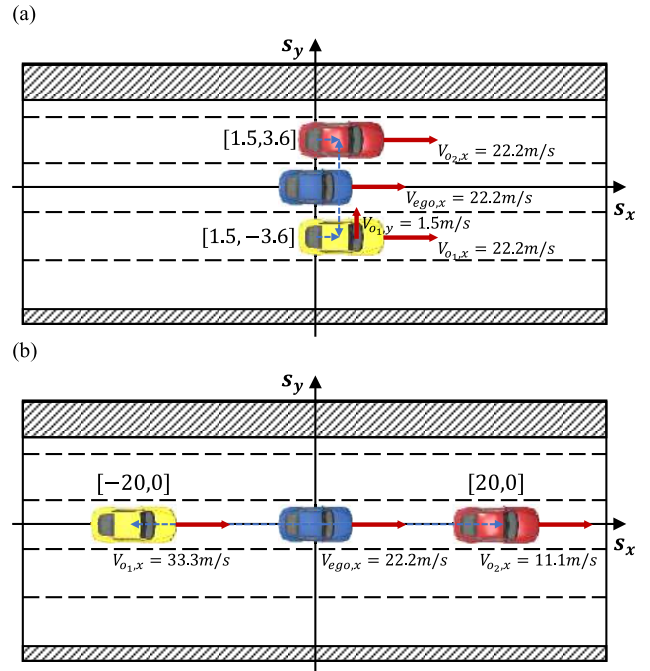 (a)
s_y
[1.5,3.6]
V_{o_2,x} = 22.2m/s
V_{ego,x} = 22.2m/s
s_x
V_{o_1,y} = 1.5m/s
[1.5, −3.6]
V_{o_1,x} = 22.2m/s
(b)
s_y
[−20,0]
[20,0]
s_x
V_{o_1,x} = 33.3m/s
V_{ego,x} = 22.2m/s
V_{o_2,x} = 11.1m/s